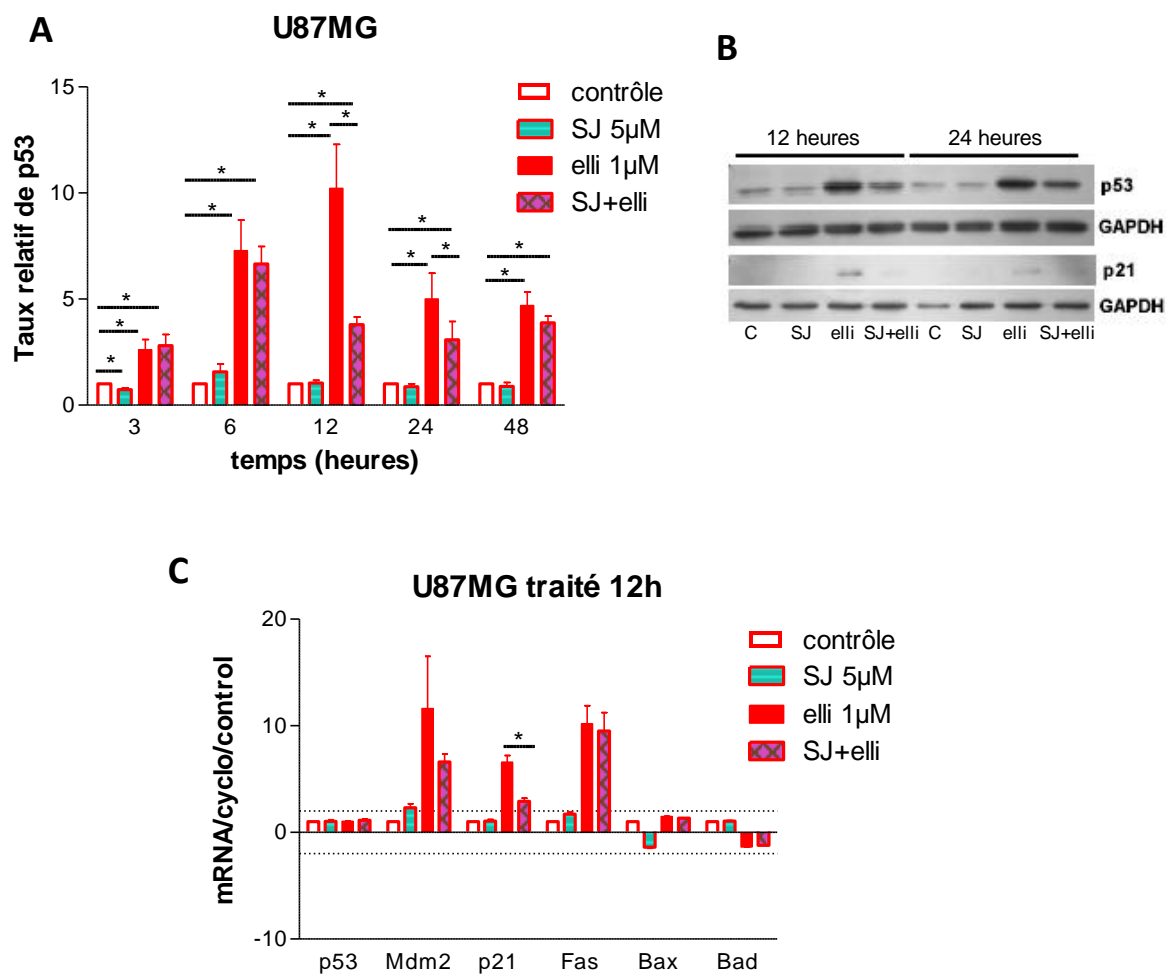 A
U87MG
Taux relatif de p53
15
10
5
0
* * * * * * * * * * * * * *
contrôle
SJ 5µM
elli 1µM
SJ+elli
3 6 12 24 48
temps (heures)
B
12 heures 24 heures
p53
GAPDH
p21
GAPDH
C SJ elli SJ+elli C SJ elli SJ+elli
C
U87MG traité 12h
mRNA/cyclo/control
20
10
0
-10
*
contrôle
SJ 5µM
elli 1µM
SJ+elli
p53 Mdm2 p21 Fas Bax Bad